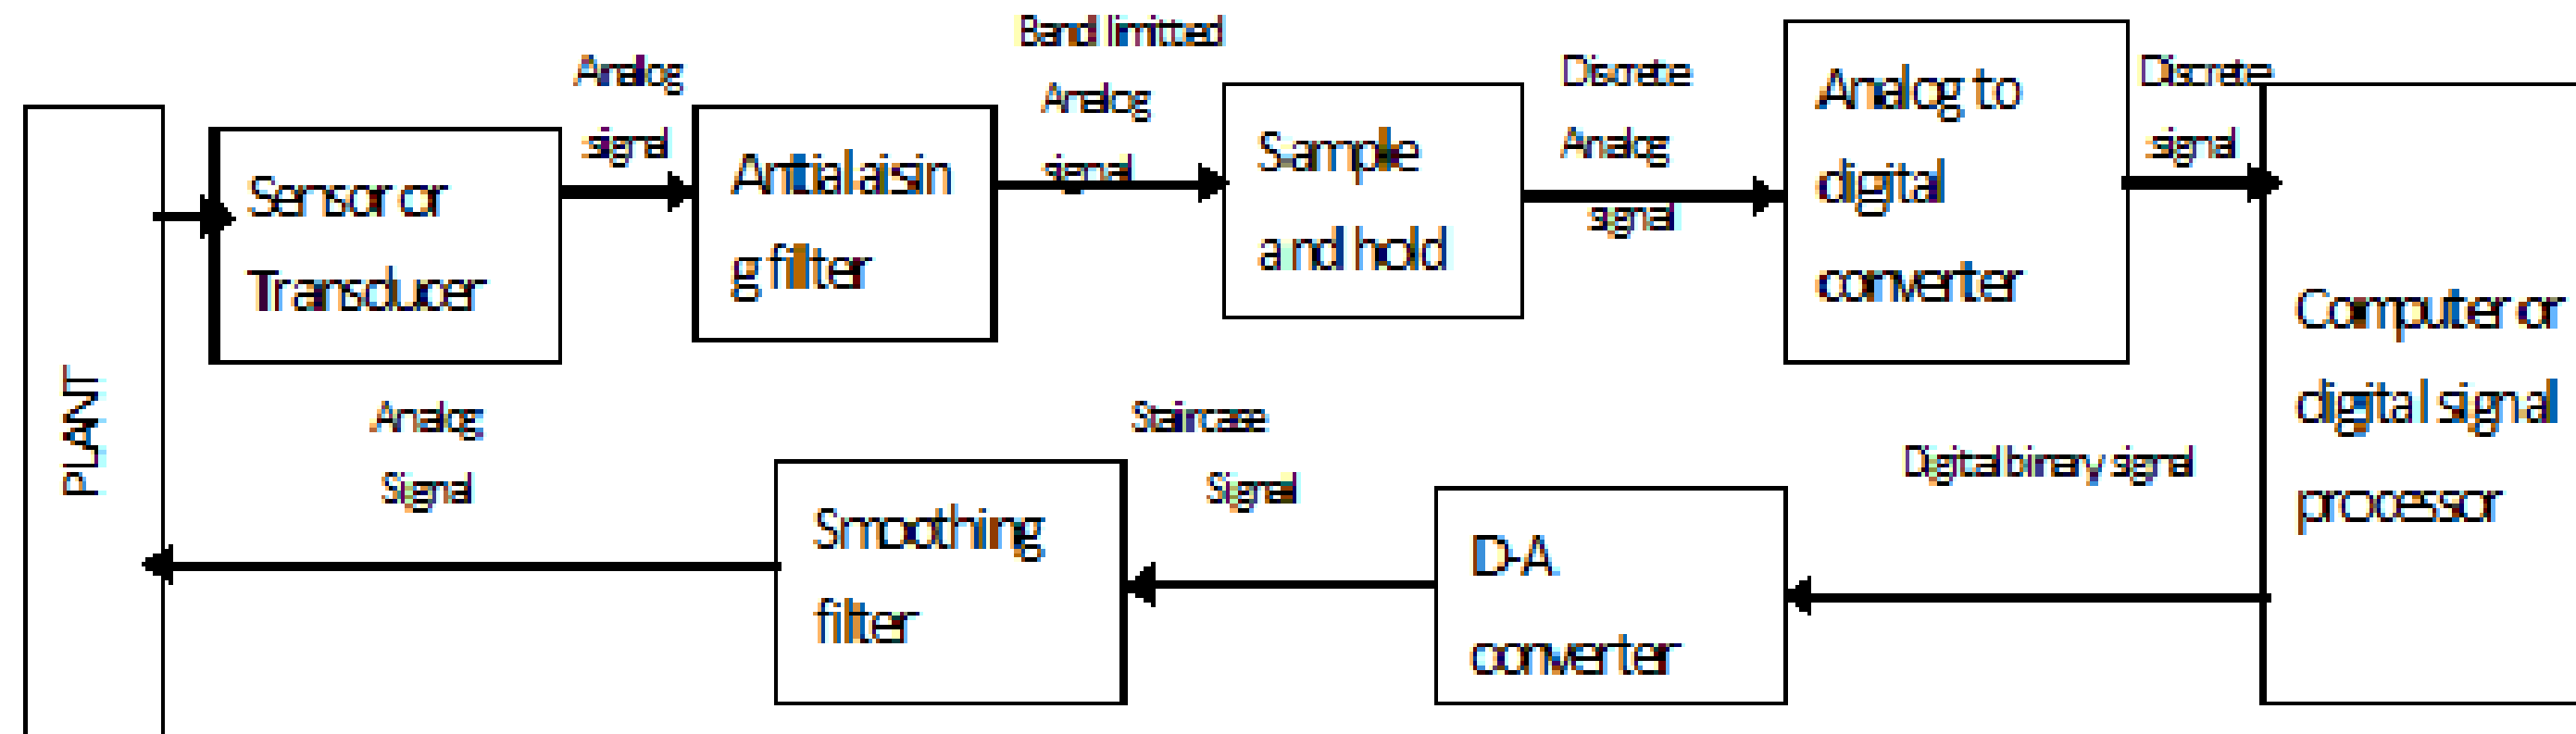 PLANT
Sensor or
Transducer
Analog
signal
Antialaisin
g filter
Band limitted
Analog
signal
Sample
and hold
Discrete
Analog
signal
Analog to
digital
converter
Discrete
signal
Computer or
digital signal
processor
Digital binary signal
D-A
converter
Staircase
Signal
Smoothing
filter
Analog
Signal